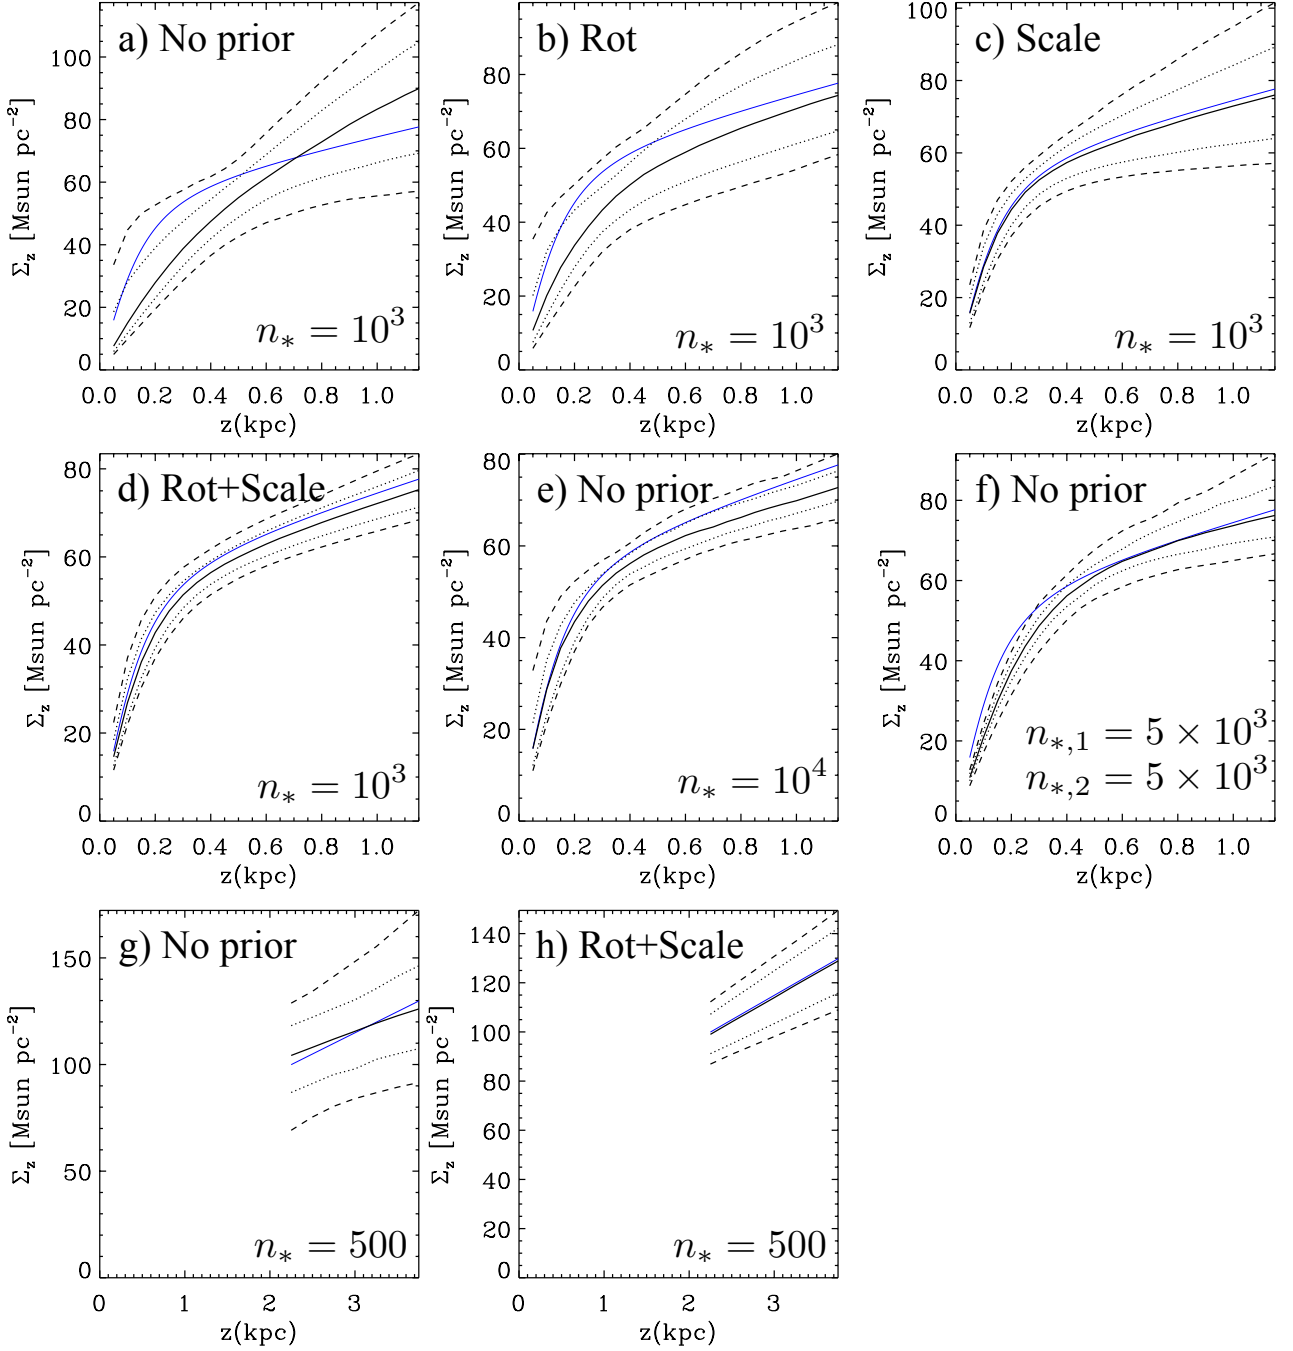 a) No prior
Σz [Msun pc−2]
100
80
60
40
20
0
n∗ = 10³
0.0 0.2 0.4 0.6 0.8 1.0
z(kpc)
b) Rot
Σz [Msun pc−2]
80
60
40
20
0
n∗ = 10³
0.0 0.2 0.4 0.6 0.8 1.0
z(kpc)
c) Scale
Σz [Msun pc−2]
100
80
60
40
20
0
n∗ = 10³
0.0 0.2 0.4 0.6 0.8 1.0
z(kpc)
d) Rot+Scale
Σz [Msun pc−2]
80
60
40
20
0
n∗ = 10³
0.0 0.2 0.4 0.6 0.8 1.0
z(kpc)
e) No prior
Σz [Msun pc−2]
80
60
40
20
0
n∗ = 10⁴
0.0 0.2 0.4 0.6 0.8 1.0
z(kpc)
f) No prior
Σz [Msun pc−2]
80
60
40
20
0
n∗,1 = 5 × 10³
n∗,2 = 5 × 10³
0.0 0.2 0.4 0.6 0.8 1.0
z(kpc)
g) No prior
Σz [Msun pc−2]
150
100
50
0
n∗ = 500
0 1 2 3
z(kpc)
h) Rot+Scale
Σz [Msun pc−2]
140
120
100
80
60
40
20
0
n∗ = 500
0 1 2 3
z(kpc)